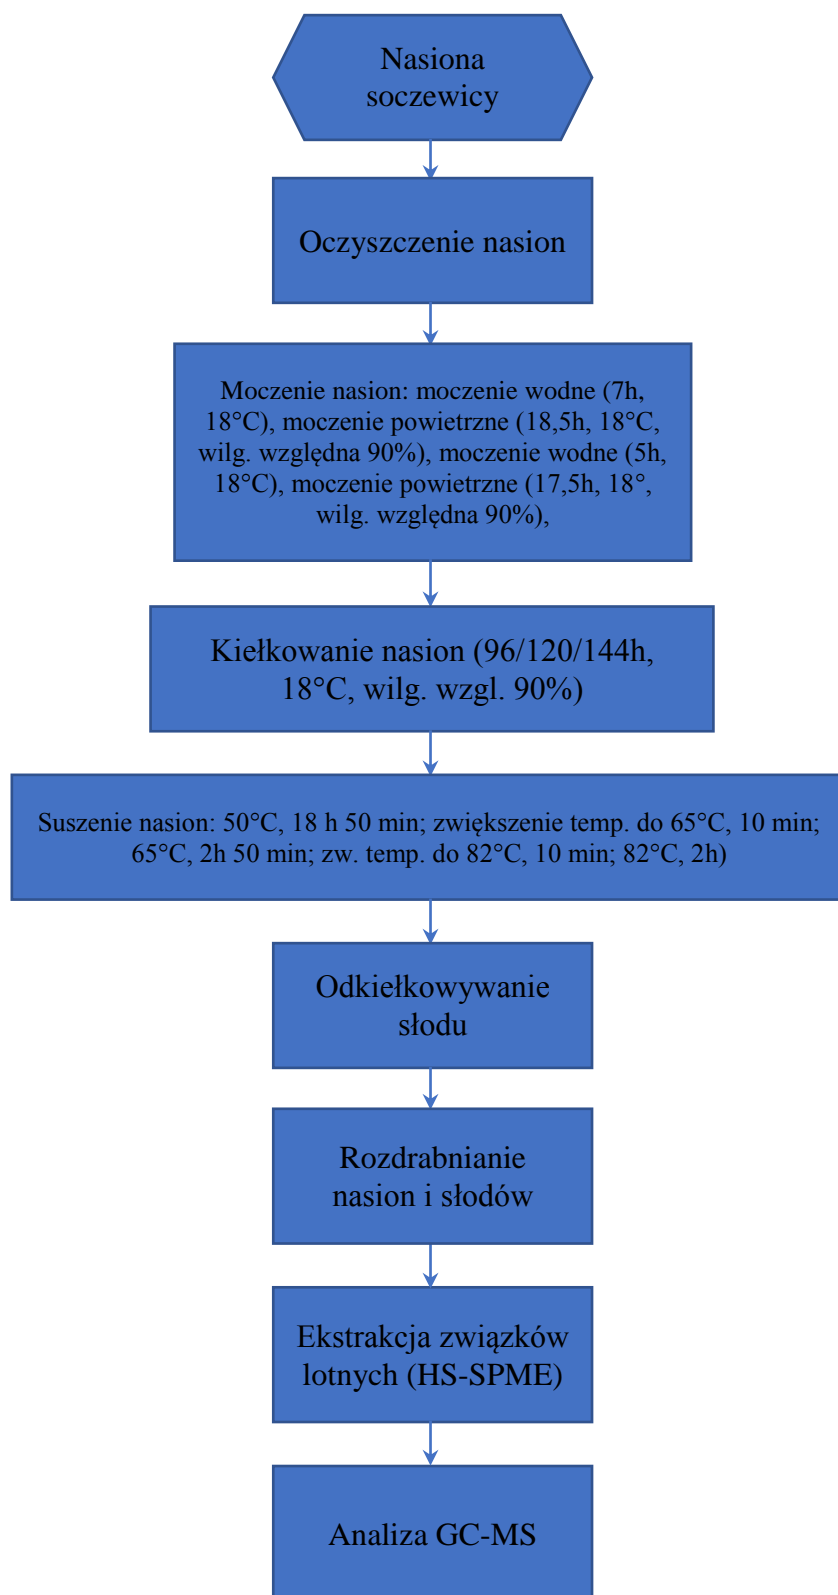 Nasiona
soczewicy
Oczyszczenie nasion
Moczenie nasion: moczenie wodne (7h,
18°C), moczenie powietrzne (18,5h, 18°C,
wilg. względna 90%), moczenie wodne (5h,
18°C), moczenie powietrzne (17,5h, 18°,
wilg. względna 90%),
Kiełkowanie nasion (96/120/144h,
18°C, wilg. wzgl. 90%)
Suszenie nasion: 50°C, 18 h 50 min; zwiększenie temp. do 65°C, 10 min;
65°C, 2h 50 min; zw. temp. do 82°C, 10 min; 82°C, 2h)
Odkiełkowywanie
słodu
Rozdrabnianie
nasion i słodów
Ekstrakcja związków
lotnych (HS-SPME)
Analiza GC-MS